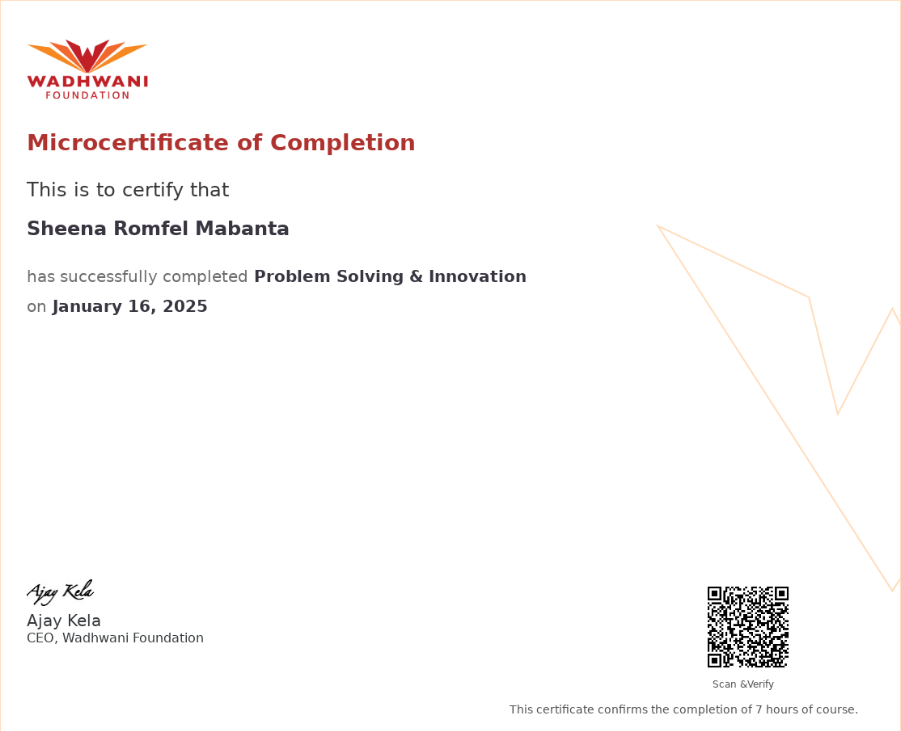 WADHWANI
FOUNDATION
Microcertificate of Completion
This is to certify that
Sheena Romfel Mabanta
has successfully completed Problem Solving & Innovation
on January 16, 2025
Ajay Kela
Ajay Kela
CEO, Wadhwani Foundation
Scan &Verify
This certificate confirms the completion of 7 hours of course.